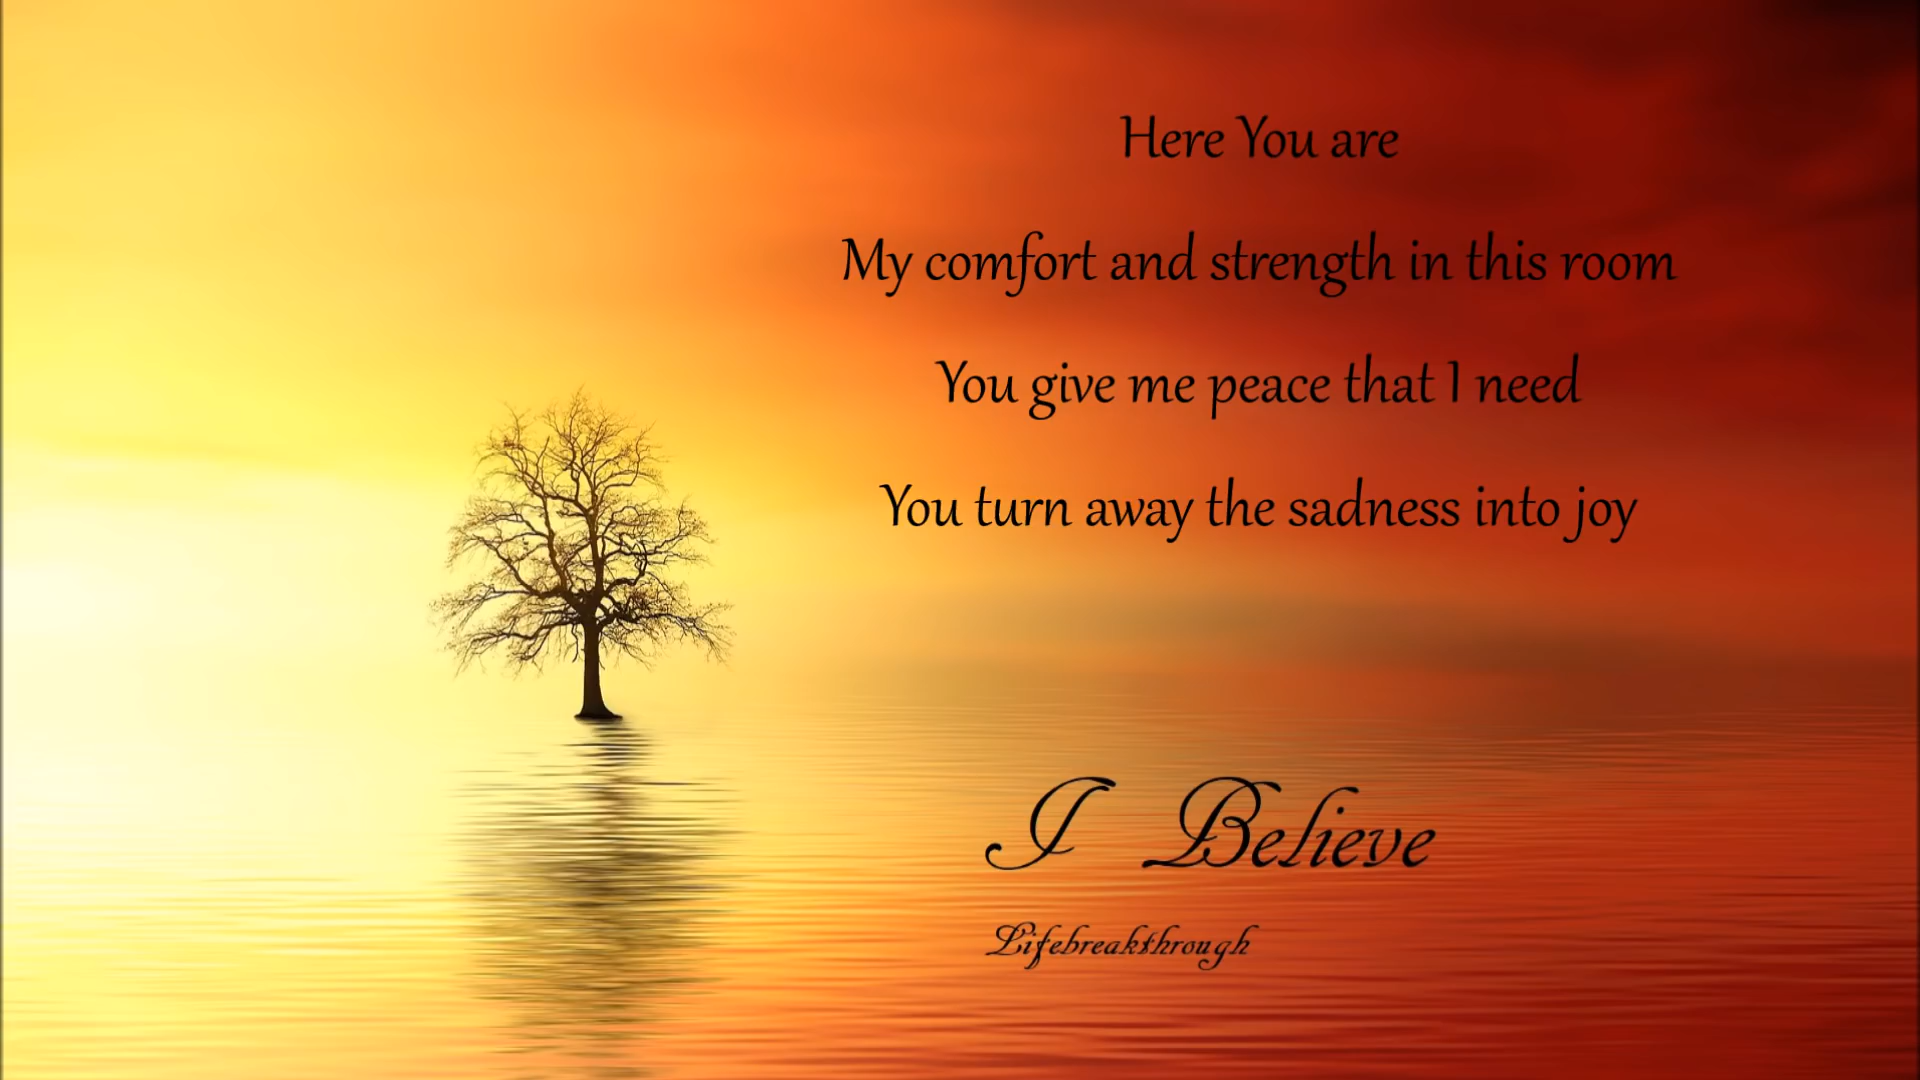 Here You are
My comfort and strength in this room
You give me peace that I need
You turn away the sadness into joy
I Believe
Lifebreakthrough